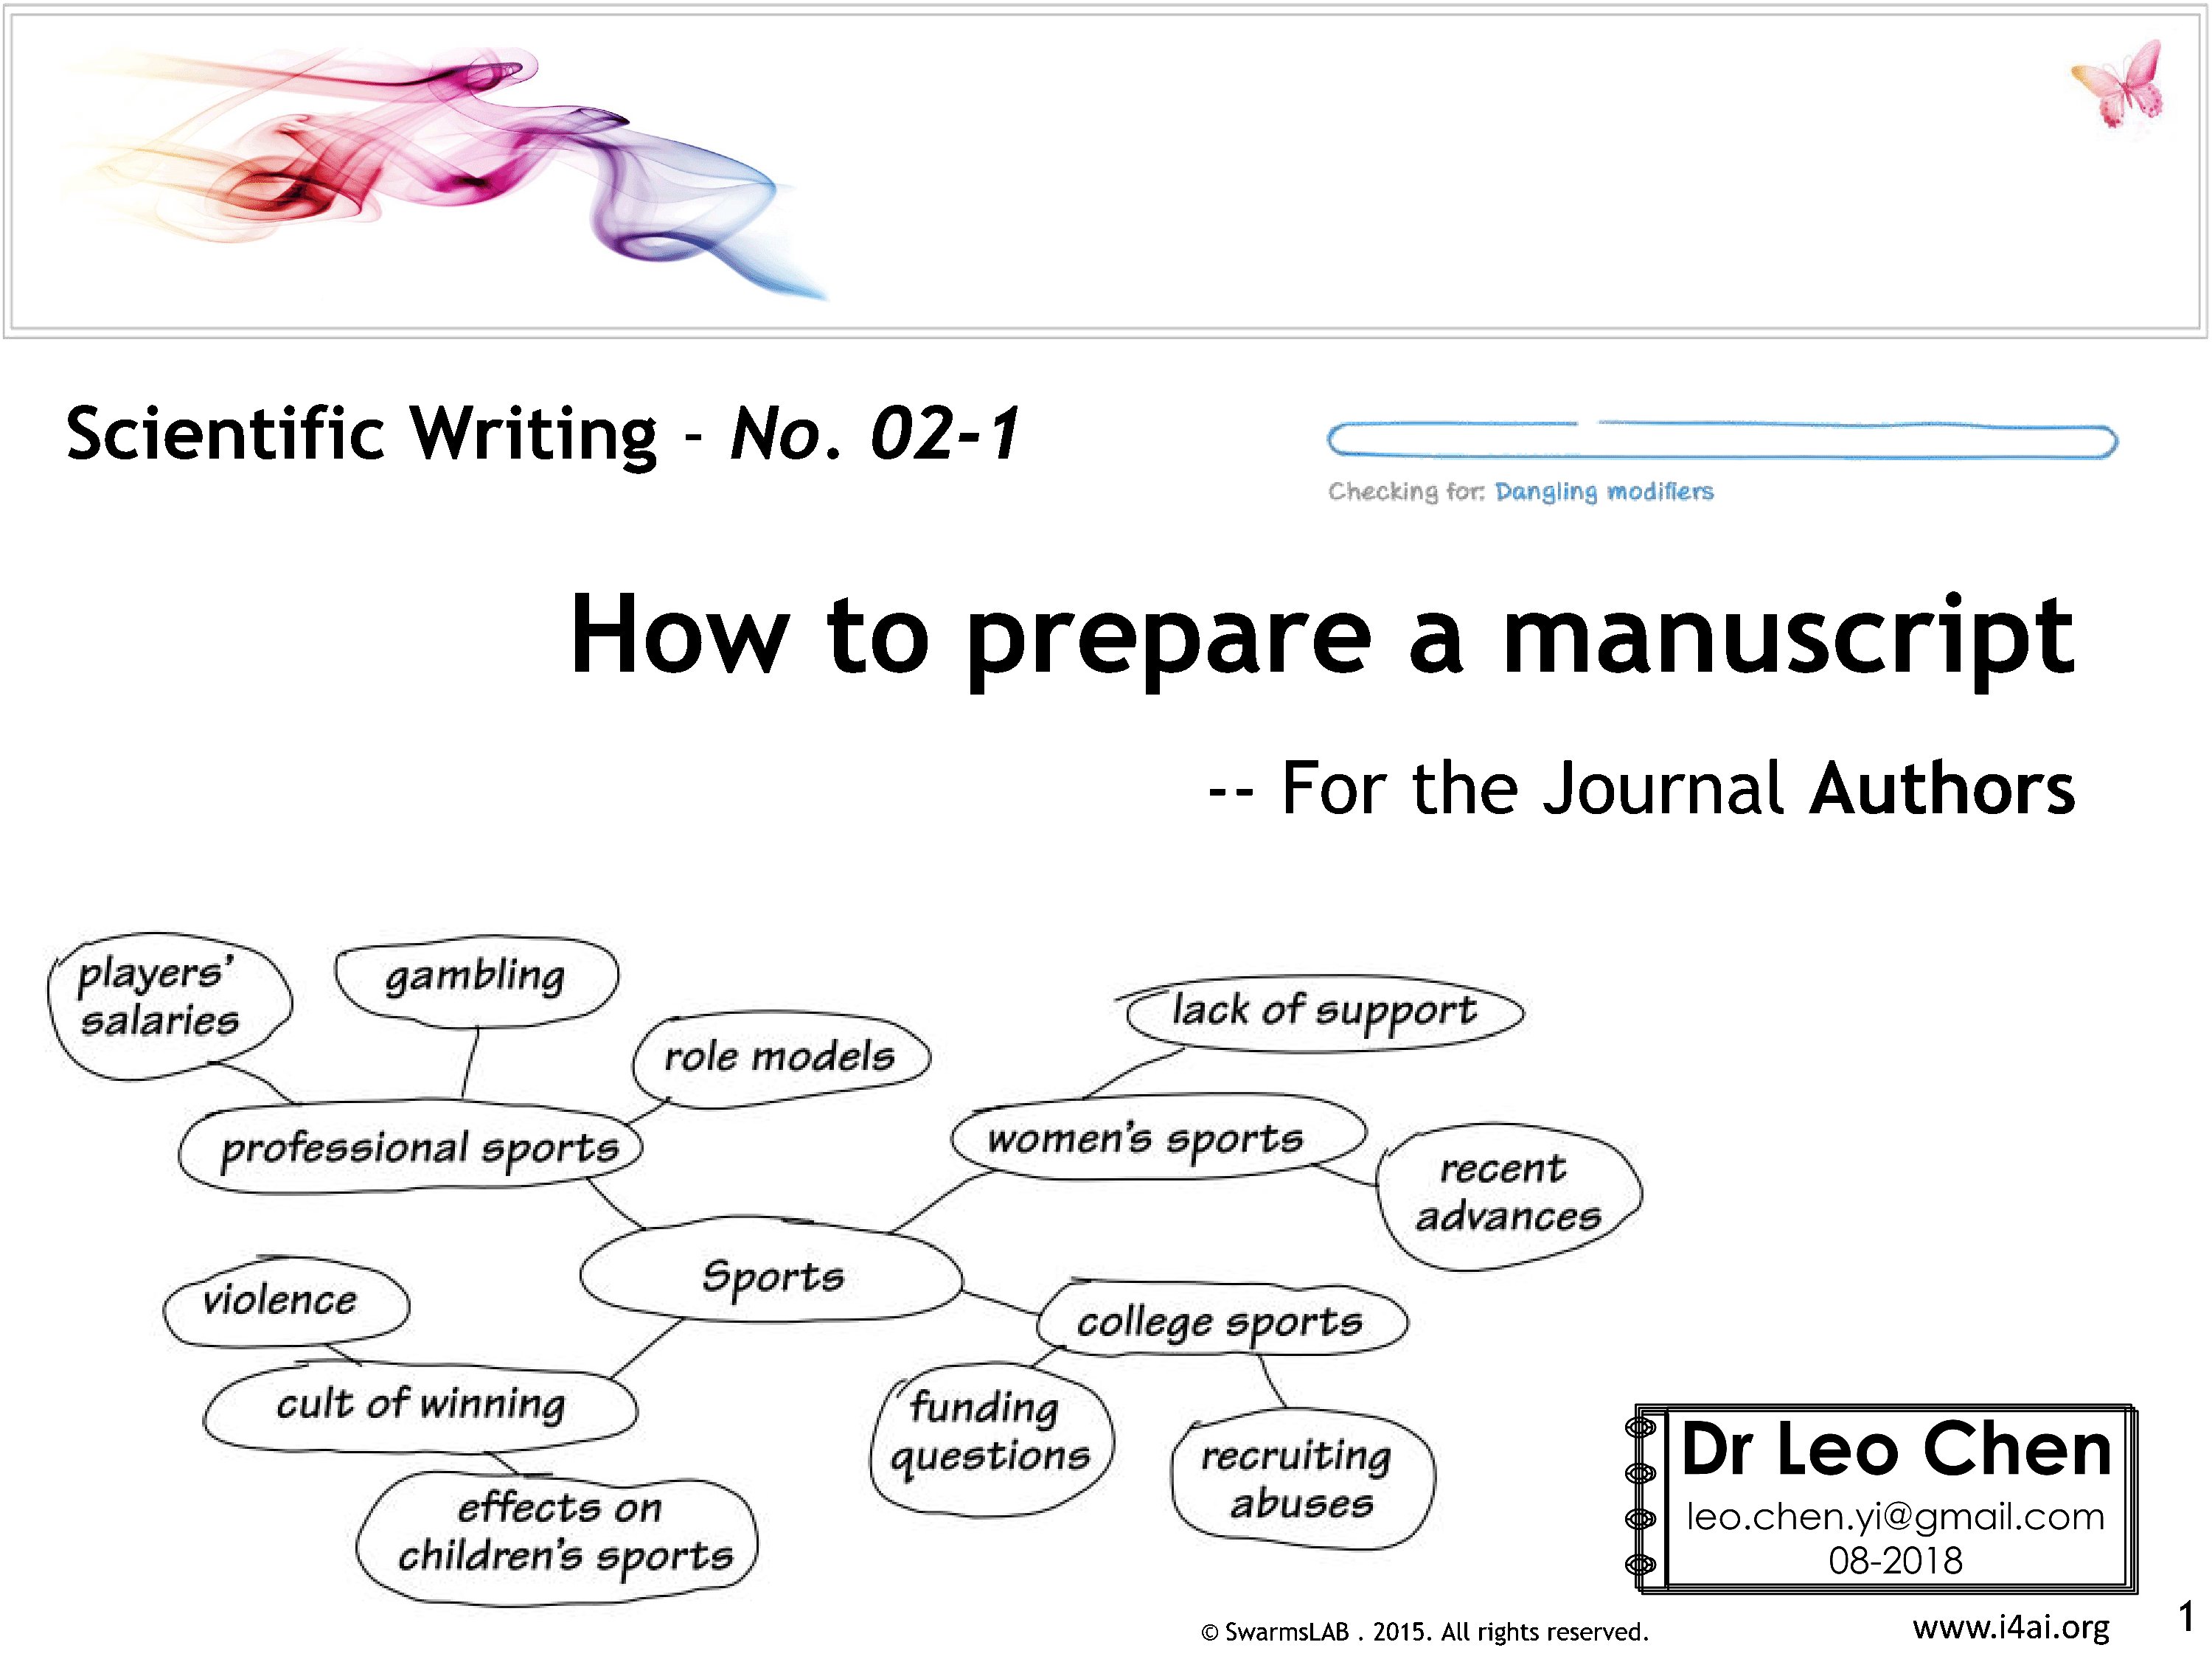 Scientific Writing - No. 02-1
Checking for: Dangling modifiers
How to prepare a manuscript
-- For the Journal Authors
players'
salaries
gambling
role models
professional sports
lack of support
women's sports
recent
advances
Sports
violence
cult of winning
effects on
children's sports
college sports
funding
questions
recruiting
abuses
Dr Leo Chen
leo.chen.yi@gmail.com
08-2018
© SwarmsLAB . 2015. All rights reserved.
www.i4ai.org
1